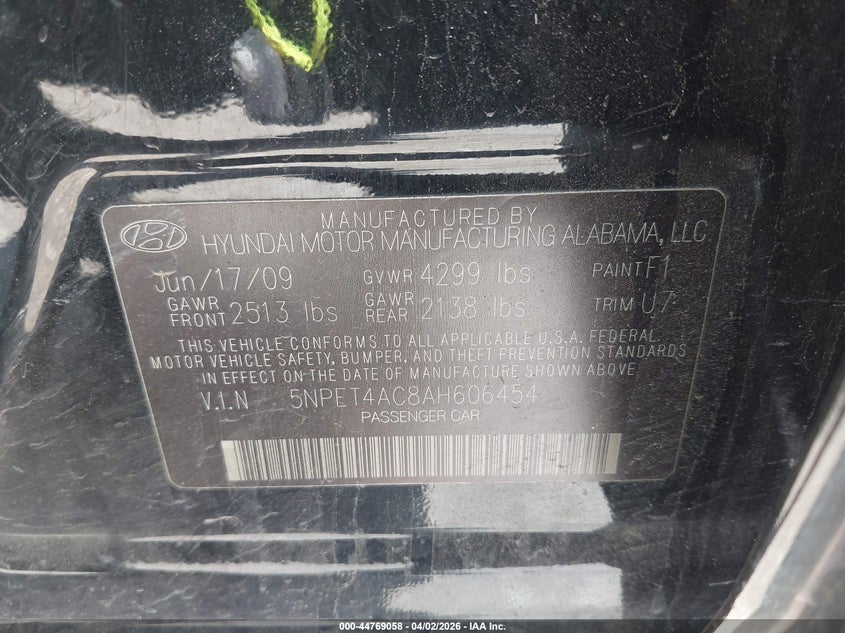 MANUFACTURED BY
HYUNDAI MOTOR MANUFACTURING ALABAMA, LLC
Jun/17/09 GVWR 4299 lbs PAINT F1
GAWR FRONT 2513 lbs GAWR REAR 2138 lbs TRIM U7
THIS VEHICLE CONFORMS TO ALL APPLICABLE U.S.A. FEDERAL
MOTOR VEHICLE SAFETY, BUMPER, AND THEFT PREVENTION STANDARDS
IN EFFECT ON THE DATE OF MANUFACTURE SHOWN ABOVE
V.I.N 5NPET4AC8AH606454
PASSENGER CAR
000-44769058 - 04/02/2026 - IAA Inc.